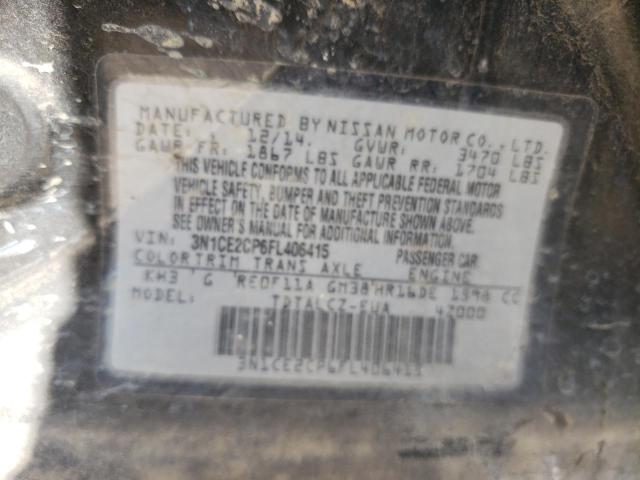 MANUFACTURED BY NISSAN MOTOR CO., LTD.
DATE: 12/14. GVWR: 3470 LBS
GAWR FR: 1867 LBS GAWR RR: 1704 LBS
THIS VEHICLE CONFORMS TO ALL APPLICABLE FEDERAL MOTOR
VEHICLE SAFETY, BUMPER AND THEFT PREVENTION STANDARDS
IN EFFECT ON THE DATE OF MANUFACTURE SHOWN ABOVE.
SEE OWNER'S MANUAL FOR ADDITIONAL INFORMATION.
VIN: 3N1CE2CP6FL406415 PASSENGER CAR
COLOR TRIM TRANS AXLE ENGINE
KH3 G RE0F11A GM38 HR16DE 1598 CC
47000
3N1CE2CP6FL406415